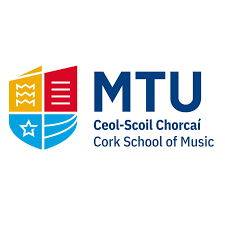 MTU
Ceol-Scoil Chorcaí
Cork School of Music